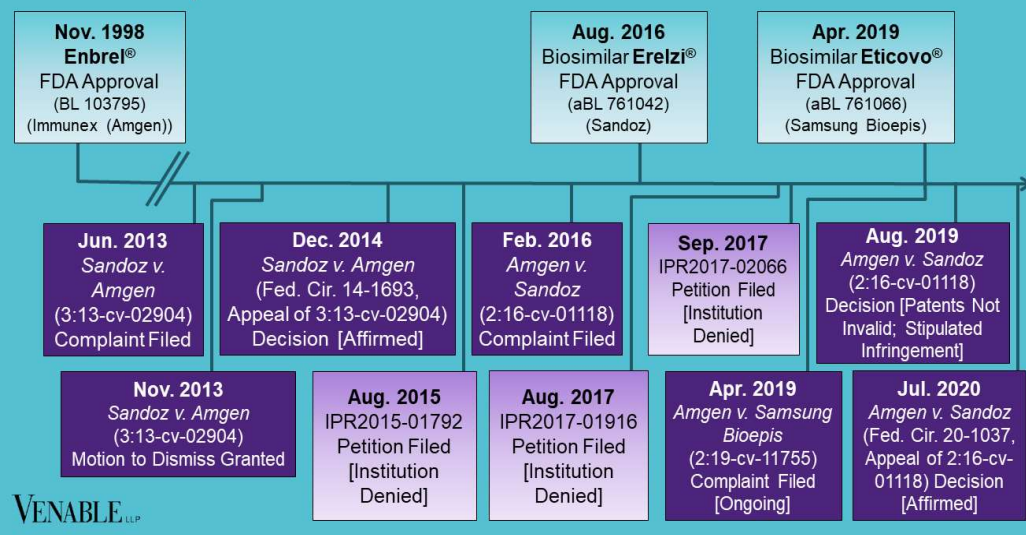 Nov. 1998
Enbrel®
FDA Approval
(BL 103795)
(Immunex (Amgen))
Aug. 2016
Biosimilar Erelzi®
FDA Approval
(aBL 761042)
(Sandoz)
Apr. 2019
Biosimilar Eticovo®
FDA Approval
(aBL 761066)
(Samsung Bioepis)
Jun. 2013
Sandoz v.
Amgen
(3:13-cv-02904)
Complaint Filed
Dec. 2014
Sandoz v. Amgen
(Fed. Cir. 14-1693,
Appeal of 3:13-cv-02904)
Decision [Affirmed]
Feb. 2016
Amgen v.
Sandoz
(2:16-cv-01118)
Complaint Filed
Sep. 2017
IPR2017-02066
Petition Filed
[Institution
Denied]
Aug. 2019
Amgen v. Sandoz
(2:16-cv-01118)
Decision [Patents Not
Invalid; Stipulated
Infringement]
Nov. 2013
Sandoz v. Amgen
(3:13-cv-02904)
Motion to Dismiss Granted
Aug. 2015
IPR2015-01792
Petition Filed
[Institution
Denied]
Aug. 2017
IPR2017-01916
Petition Filed
[Institution
Denied]
Apr. 2019
Amgen v. Samsung
Bioepis
(2:19-cv-11755)
Complaint Filed
[Ongoing]
Jul. 2020
Amgen v. Sandoz
(Fed. Cir. 20-1037,
Appeal of 2:16-cv-
01118) Decision
[Affirmed]
VENABLE LLP